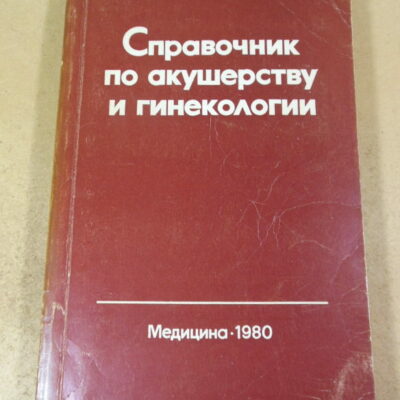 Справочник
по акушерству
и гинекологии
Медицина·1980